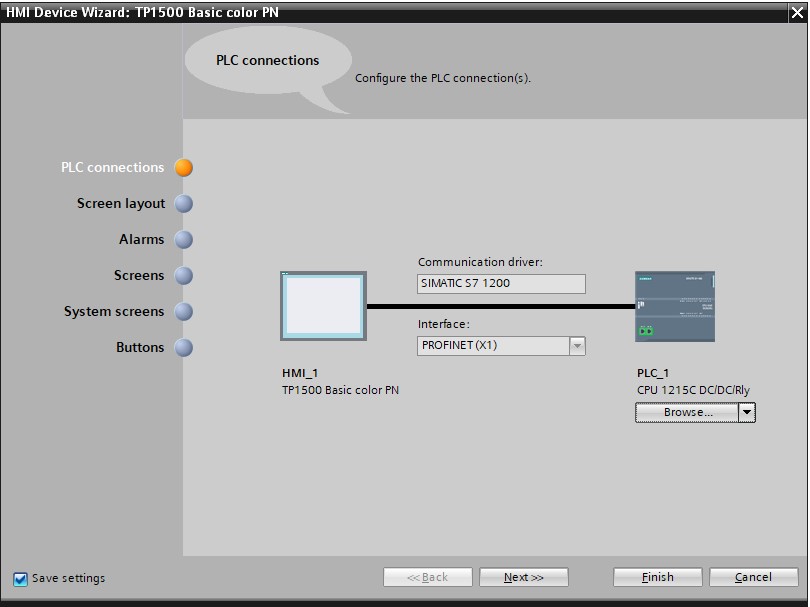 HMI Device Wizard: TP1500 Basic color PN
PLC connections
Configure the PLC connection(s).
PLC connections
Screen layout
Alarms
Screens
System screens
Buttons
Communication driver:
SIMATIC S7 1200
Interface:
PROFINET (X1)
HMI_1
TP1500 Basic color PN
PLC_1
CPU 1215C DC/DC/Rly
Browse...
Save settings
<< Back
Next >>
Finish
Cancel